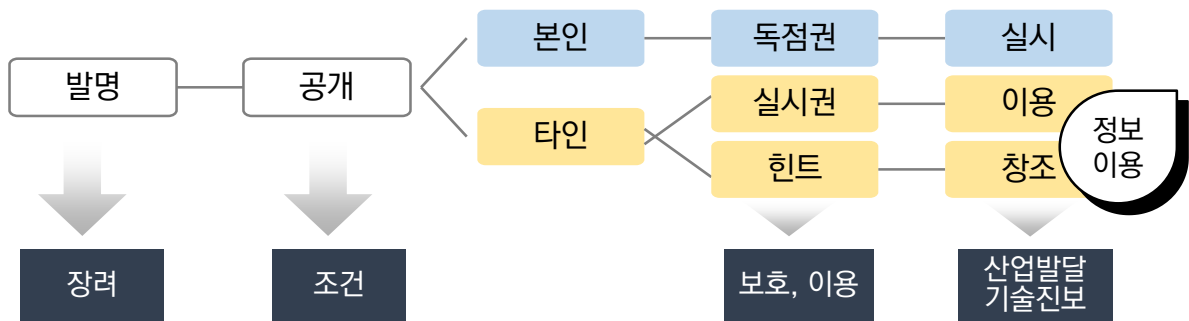 본인
독점권
실시
발명
공개
실시권
이용
타인
힌트
창조
정보
이용
장려
조건
보호, 이용
산업발달
기술진보